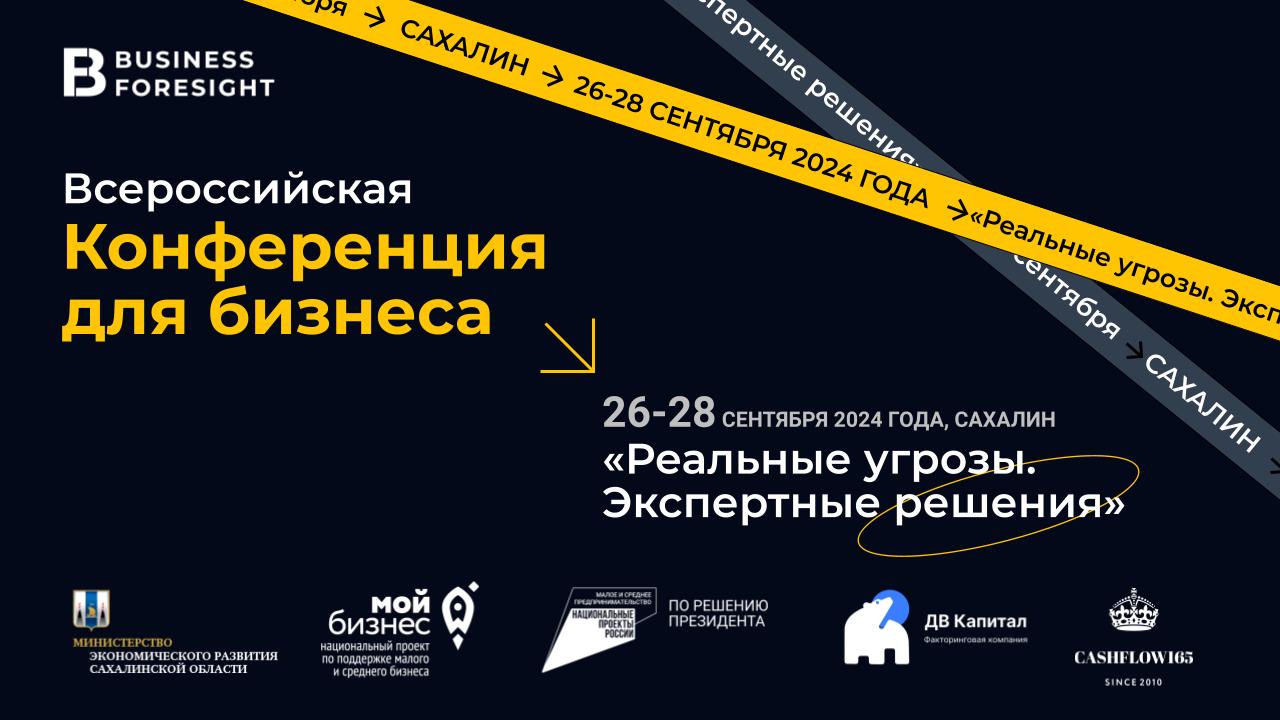 ября → САХАЛИН → 26-28 СЕНТЯБРЯ 2024 ГОДА → «Реальные угрозы. Эксп
спертные решения»
сентября → САХАЛИН →
BUSINESS
FORESIGHT
Всероссийская
Конференция
для бизнеса
26-28 СЕНТЯБРЯ 2024 ГОДА, САХАЛИН
«Реальные угрозы.
Экспертные решения»
МИНИСТЕРСТВО
ЭКОНОМИЧЕСКОГО РАЗВИТИЯ
САХАЛИНСКОЙ ОБЛАСТИ
мой
бизнес
национальный проект
по поддержке малого
и среднего бизнеса
МАЛОЕ И СРЕДНЕЕ
ПРЕДПРИНИМАТЕЛЬСТВО
НАЦИОНАЛЬНЫЕ
ПРОЕКТЫ
РОССИИ
ПО РЕШЕНИЮ
ПРЕЗИДЕНТА
ДВ Капитал
Факторинговая компания
CASHFLOW165
SINCE 2010